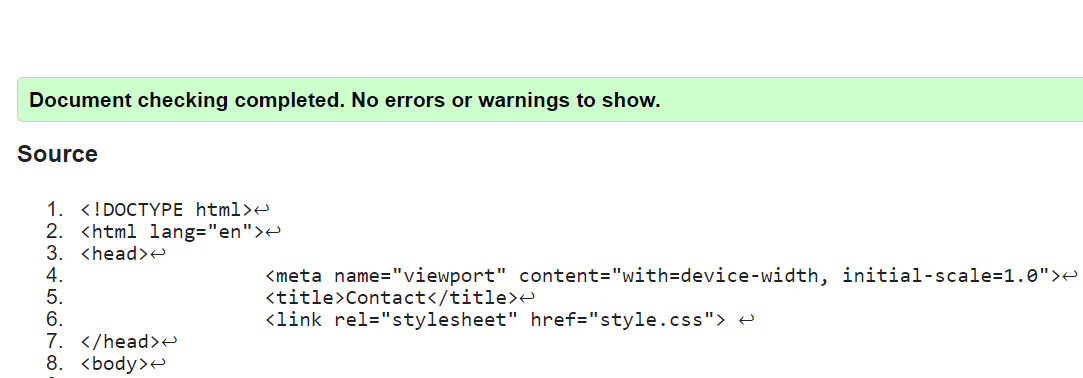 Document checking completed. No errors or warnings to show.
Source
1. <!DOCTYPE html>↩
2. <html lang="en">↩
3. <head>↩
4. <meta name="viewport" content="with=device-width, initial-scale=1.0">↩
5. <title>Contact</title>↩
6. <link rel="stylesheet" href="style.css"> ↩
7. </head>↩
8. <body>↩